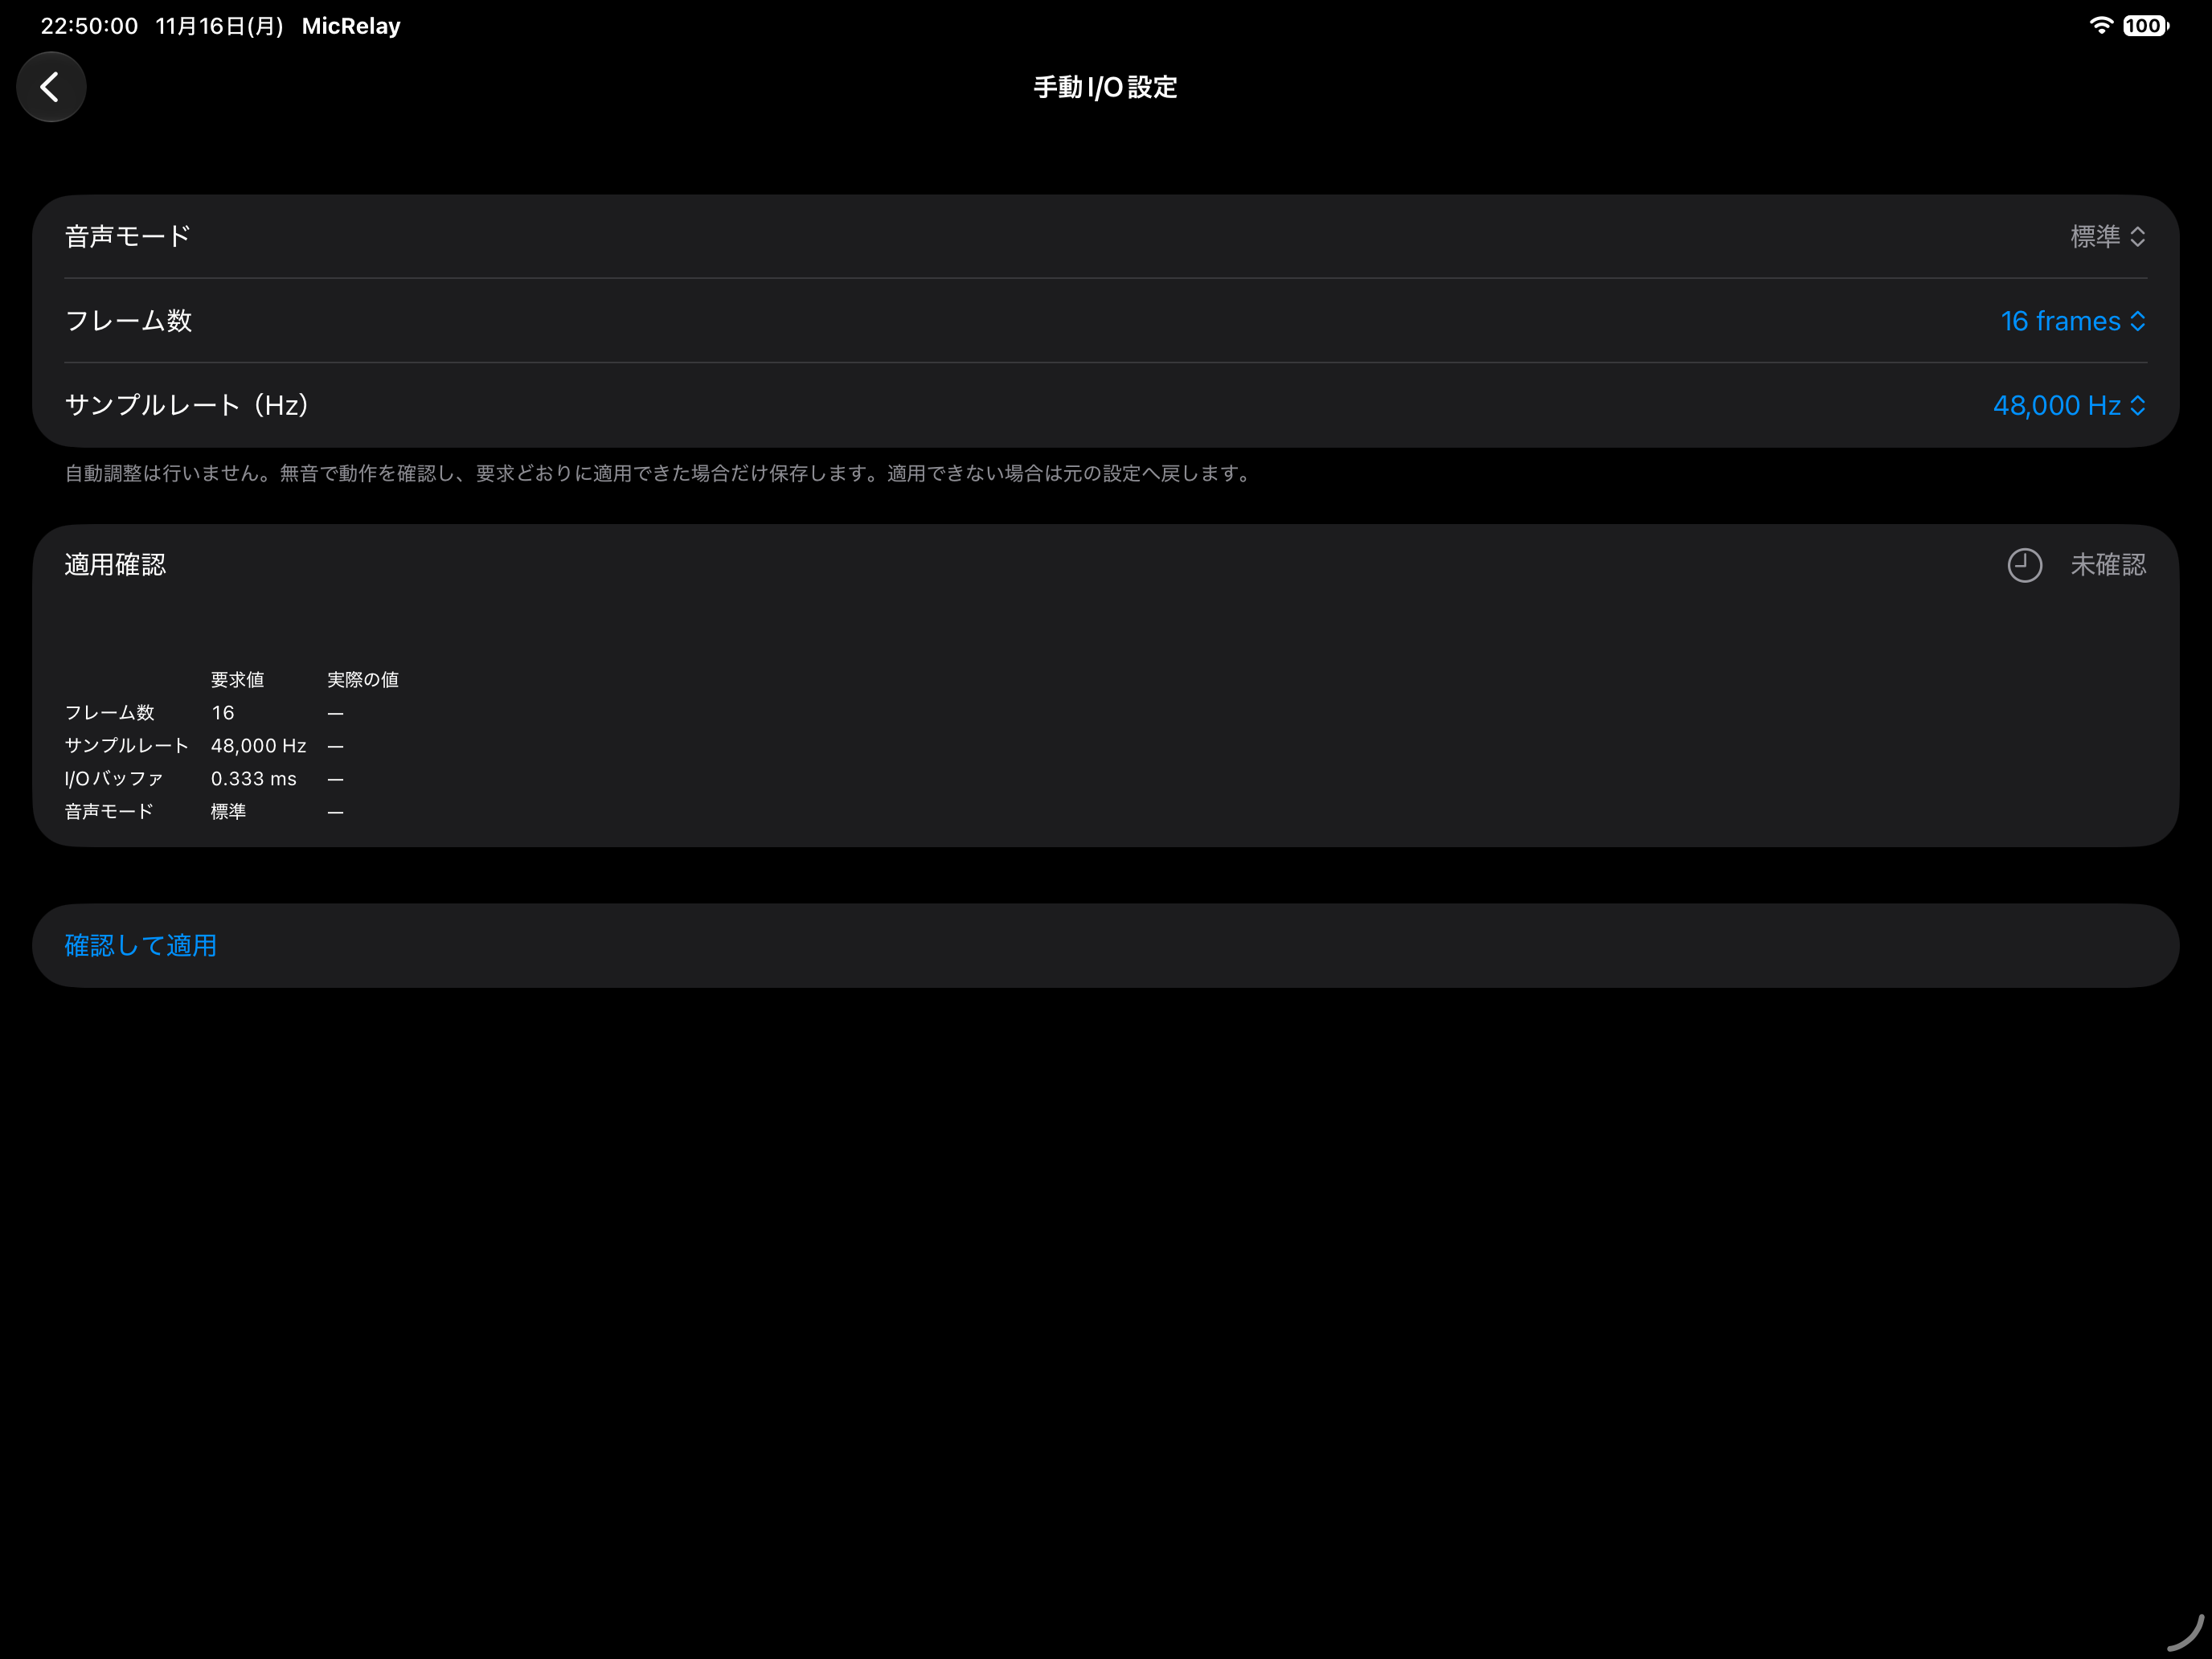 22:50:00 11月16日(月) MicRelay 100
手動 I/O 設定
音声モード 標準
フレーム数 16 frames
サンプルレート（Hz） 48,000 Hz
自動調整は行いません。無音で動作を確認し、要求どおりに適用できた場合だけ保存します。適用できない場合は元の設定へ戻します。
適用確認 未確認
要求値 実際の値
フレーム数 16 —
サンプルレート 48,000 Hz —
I/O バッファ 0.333 ms —
音声モード 標準 —
確認して適用